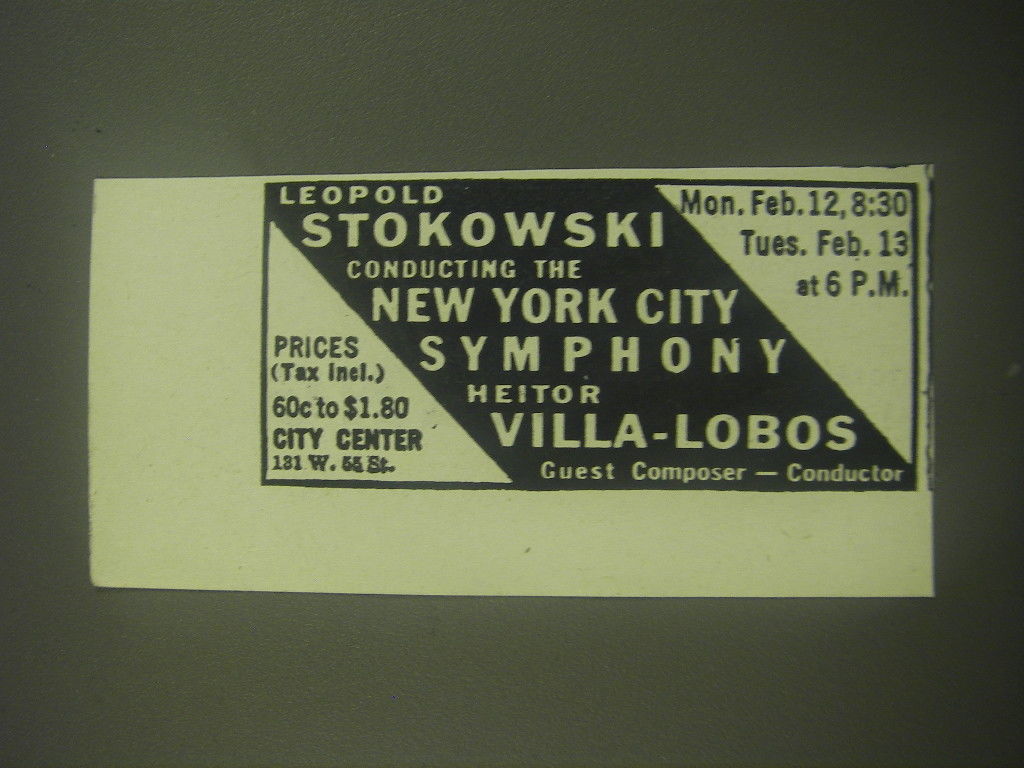 LEOPOLD
STOKOWSKI
CONDUCTING THE
NEW YORK CITY
SYMPHONY
HEITOR
VILLA-LOBOS
Guest Composer — Conductor
Mon. Feb. 12, 8:30
Tues. Feb. 13
at 6 P.M.
PRICES
(Tax Incl.)
60c to $1.80
CITY CENTER
131 W. 55 St.